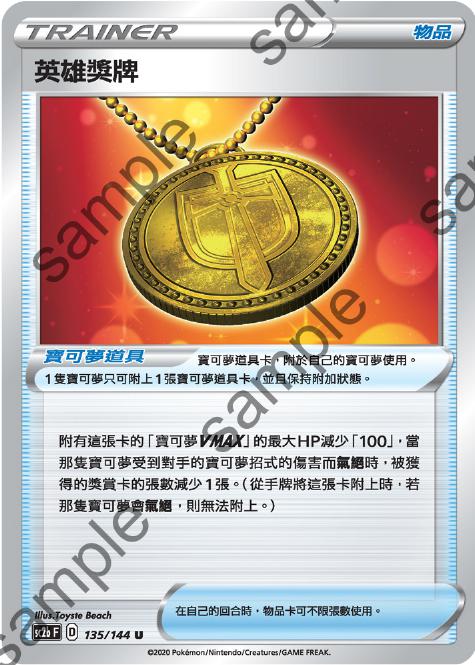 TRAINER
物品
英雄獎牌
寶可夢道具
寶可夢道具卡，附於自己的寶可夢使用。
1隻寶可夢只可附上1張寶可夢道具卡，並且保持附加狀態。
附有這張卡的「寶可夢VMAX」的最大HP減少「100」，當
那隻寶可夢受到對手的寶可夢招式的傷害而氣絕時，被獲
得的獎賞卡的張數減少1張。（從手牌將這張卡附上時，若
那隻寶可夢會氣絕，則無法附上。）
Illus.Toyste Beach
sc2b F D 135/144 U
在自己的回合時，物品卡可不限張數使用。
©2020 Pokémon/Nintendo/Creatures/GAME FREAK.
sample
sample
sample
sample
sample
sample
sample